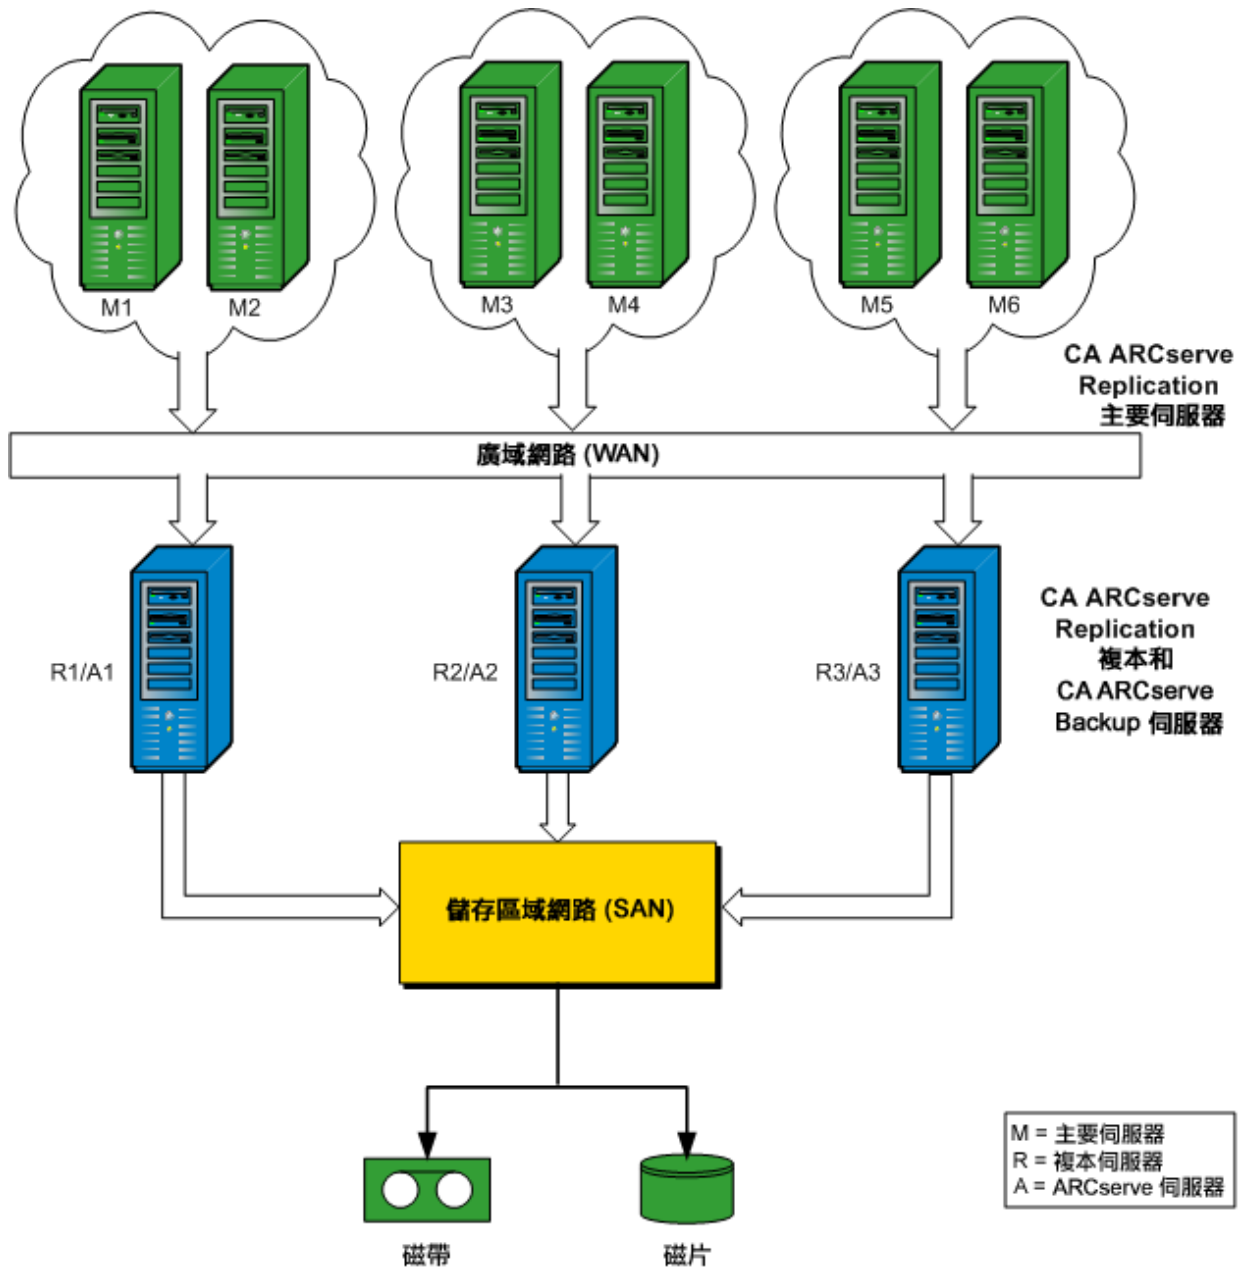 M1
M2
M3
M4
M5
M6
CA ARCserve
Replication
主要伺服器
廣域網路 (WAN)
R1/A1
R2/A2
R3/A3
CA ARCserve
Replication
複本和
CA ARCserve
Backup 伺服器
儲存區域網路 (SAN)
磁帶
磁片
M = 主要伺服器
R = 複本伺服器
A = ARCserve 伺服器